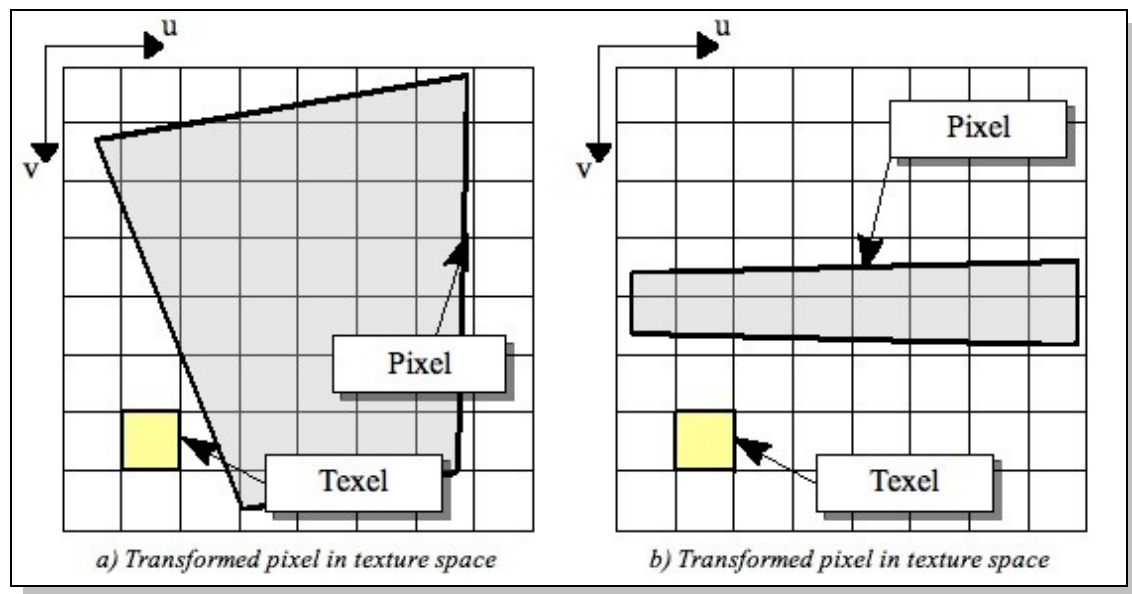 u
v
Pixel
Texel
a) Transformed pixel in texture space
u
v
Pixel
Texel
b) Transformed pixel in texture space